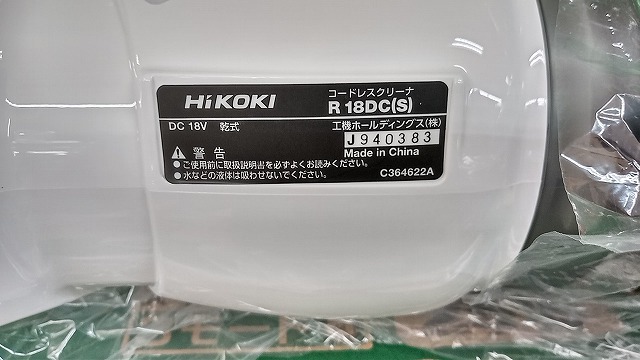 HiKOKI
コードレスクリーナ
R 18DC(S)
DC 18V 乾式
工機ホールディングス(株)
J940383
Made in China
⚠ 警告
● ご使用前に取扱説明書を必ずよくお読みください。
● 水などの液体は吸わせないでください。
C364622A